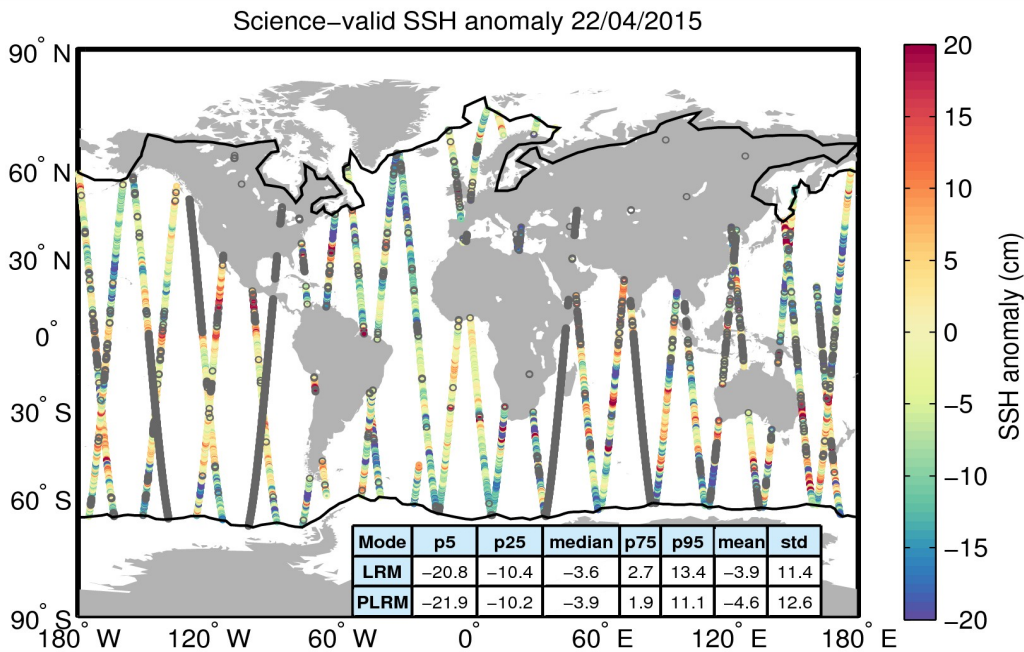 Science−valid SSH anomaly 22/04/2015
90° N
60° N
30° N
0°
30° S
60° S
90° S
180° W
120° W
60° W
0°
60° E
120° E
180° E
20
15
10
5
0
−5
−10
−15
−20
SSH anomaly (cm)
Mode p5 p25 median p75 p95 mean std
LRM −20.8 −10.4 −3.6 2.7 13.4 −3.9 11.4
PLRM −21.9 −10.2 −3.9 1.9 11.1 −4.6 12.6